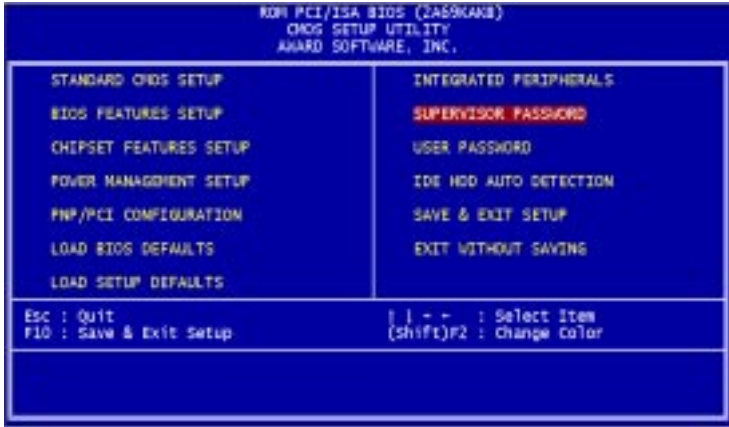 ROM PCI/ISA BIOS (2A69KAKB)
CMOS SETUP UTILITY
AWARD SOFTWARE, INC.
STANDARD CMOS SETUP
BIOS FEATURES SETUP
CHIPSET FEATURES SETUP
POWER MANAGEMENT SETUP
PNP/PCI CONFIGURATION
LOAD BIOS DEFAULTS
LOAD SETUP DEFAULTS
INTEGRATED PERIPHERALS
SUPERVISOR PASSWORD
USER PASSWORD
IDE HDD AUTO DETECTION
SAVE & EXIT SETUP
EXIT WITHOUT SAVING
Esc : Quit
F10 : Save & Exit Setup
: Select Item
(Shift)F2 : Change Color